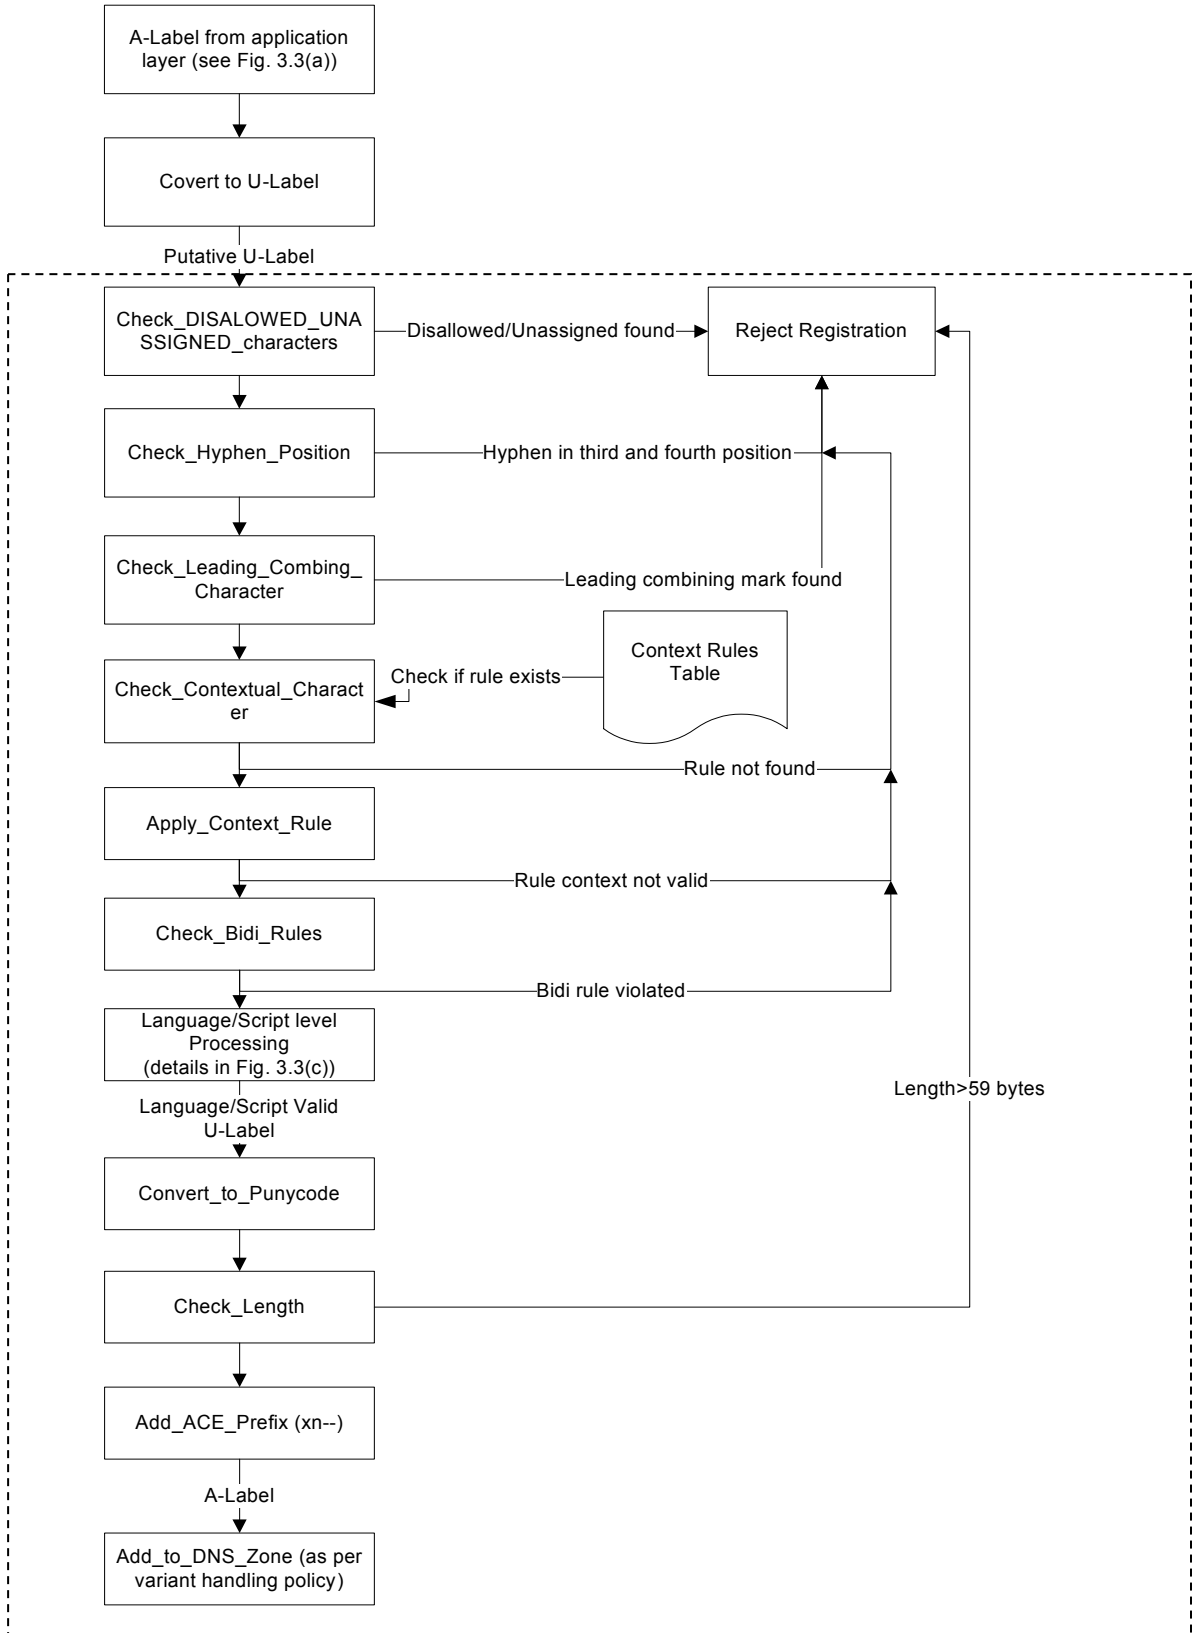 A-Label from application
layer (see Fig. 3.3(a))
Covert to U-Label
Putative U-Label
Check_DISALOWED_UNA
SSIGNED_characters
Disallowed/Unassigned found
Reject Registration
Check_Hyphen_Position
Hyphen in third and fourth position
Check_Leading_Combing_
Character
Leading combining mark found
Context Rules
Table
Check if rule exists
Check_Contextual_Charact
er
Rule not found
Apply_Context_Rule
Rule context not valid
Check_Bidi_Rules
Bidi rule violated
Language/Script level
Processing
(details in Fig. 3.3(c))
Length>59 bytes
Language/Script Valid
U-Label
Convert_to_Punycode
Check_Length
Add_ACE_Prefix (xn--)
A-Label
Add_to_DNS_Zone (as per
variant handling policy)